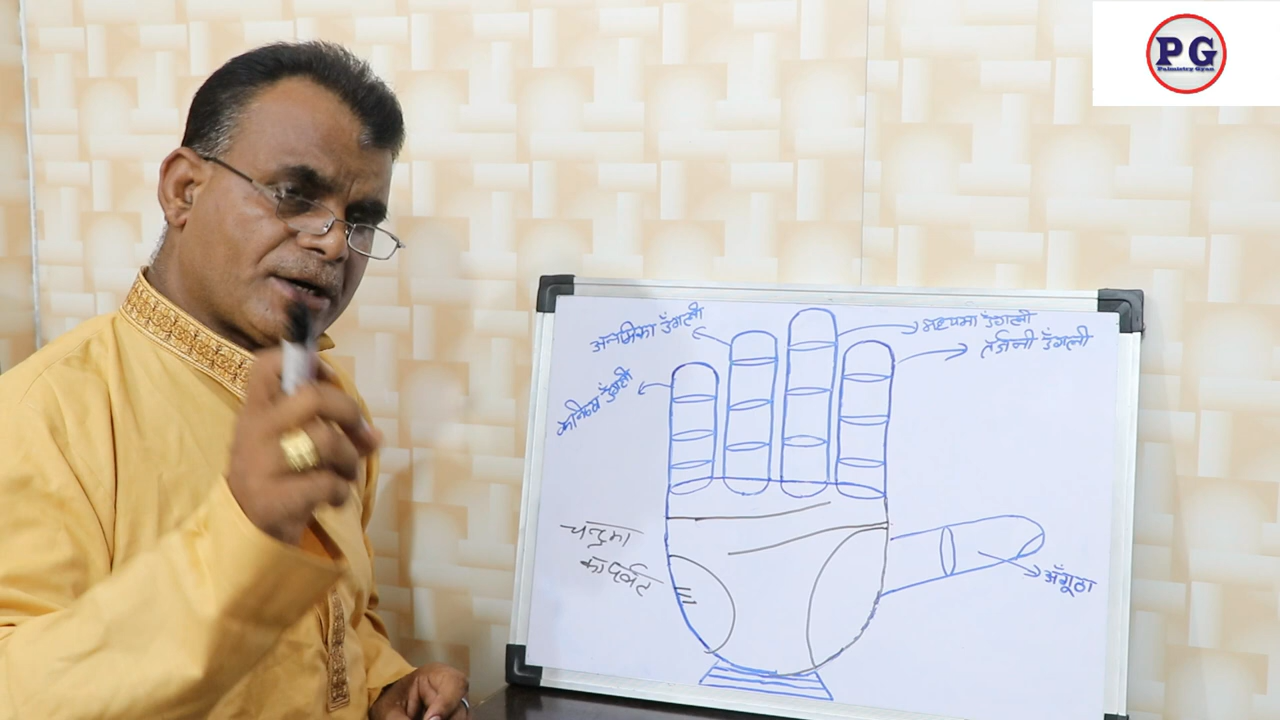 PG
Palmistry Gyan
अनामिका उँगली
मध्यमा उँगली
तर्जनी उँगली
कनिष्ठ उँगली
चन्द्रमा
का पर्वत
अँगूठा